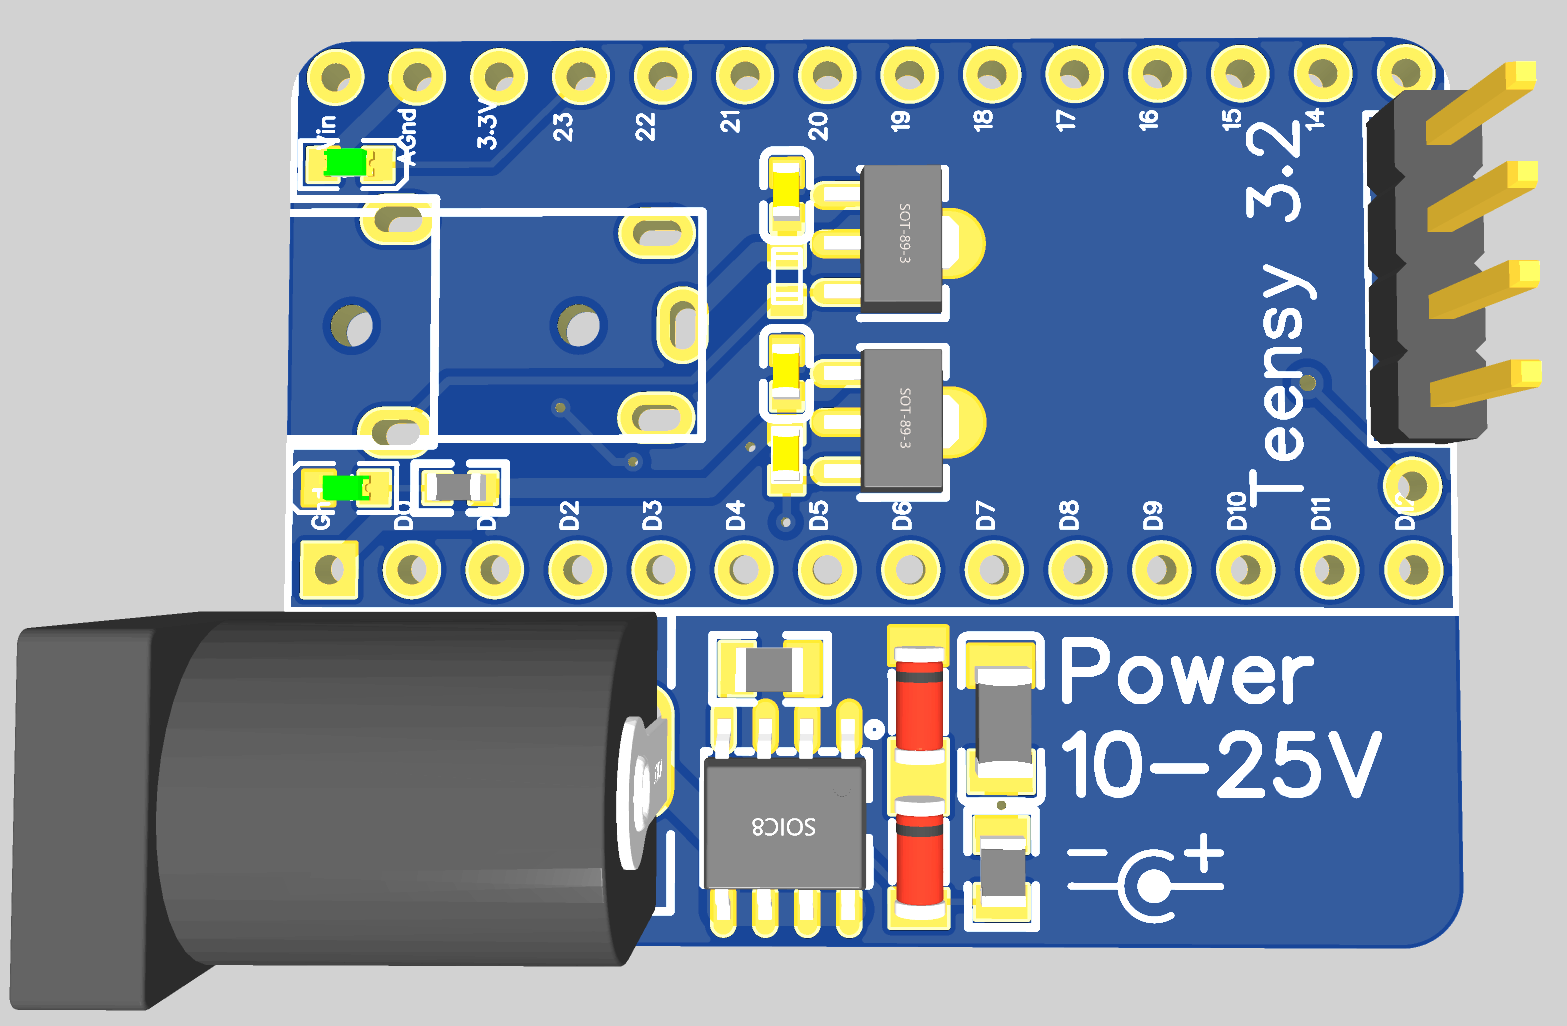 Vin
AGnd
3.3V
23
22
21
20
19
18
17
16
15
14
SOT-89-3
SOT-89-3
Teensy 3.2
Gnd
D0
D2
D3
D4
D5
D6
D7
D8
D9
D10
D11
D12
Power
10-25V
SOIC8
- +